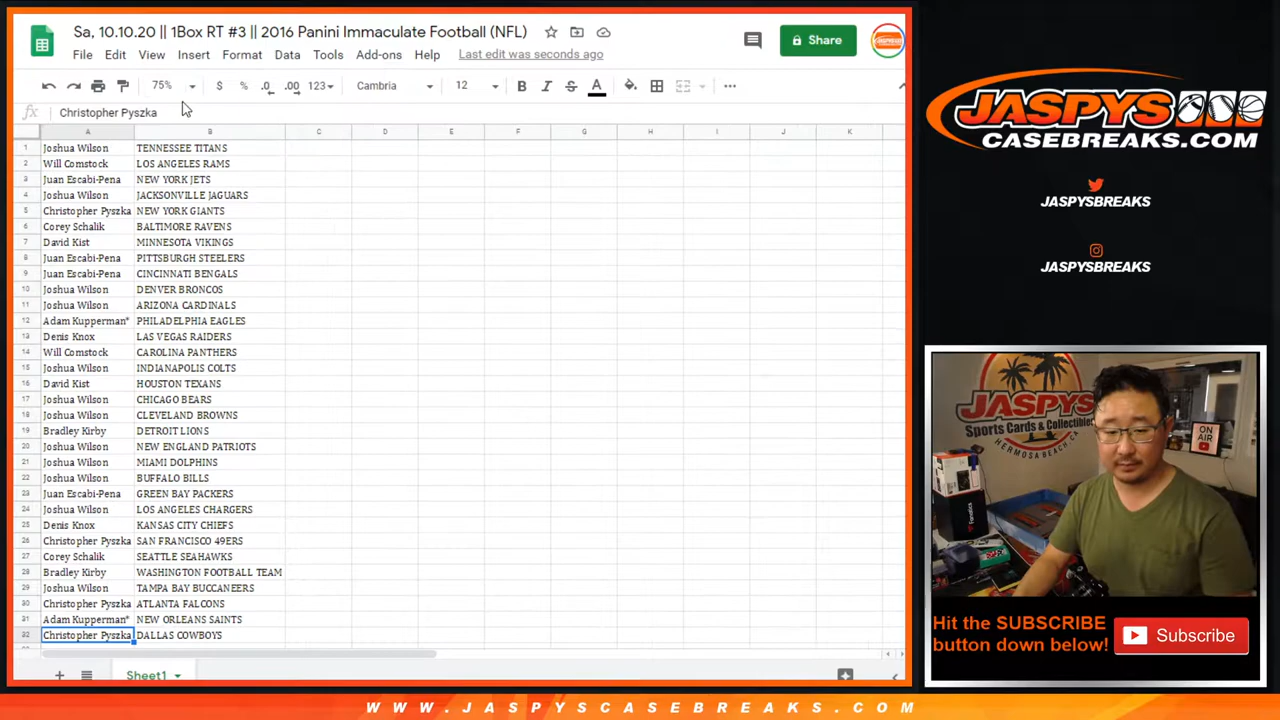 Sa, 10.10.20 || 1Box RT #3 || 2016 Panini Immaculate Football (NFL)
File Edit View Insert Format Data Tools Add-ons Help Last edit was seconds ago
Share
75% $ % .0 .00 123 Cambria 12 B I S A
fx Christopher Pyszka
A B C D E F G H I J K
1 Joshua Wilson TENNESSEE TITANS
2 Will Comstock LOS ANGELES RAMS
3 Juan Escabi-Pena NEW YORK JETS
4 Joshua Wilson JACKSONVILLE JAGUARS
5 Christopher Pyszka NEW YORK GIANTS
6 Corey Schalik BALTIMORE RAVENS
7 David Kist MINNESOTA VIKINGS
8 Juan Escabi-Pena PITTSBURGH STEELERS
9 Juan Escabi-Pena CINCINNATI BENGALS
10 Joshua Wilson DENVER BRONCOS
11 Joshua Wilson ARIZONA CARDINALS
12 Adam Kupperman* PHILADELPHIA EAGLES
13 Denis Knox LAS VEGAS RAIDERS
14 Will Comstock CAROLINA PANTHERS
15 Joshua Wilson INDIANAPOLIS COLTS
16 David Kist HOUSTON TEXANS
17 Joshua Wilson CHICAGO BEARS
18 Joshua Wilson CLEVELAND BROWNS
19 Bradley Kirby DETROIT LIONS
20 Joshua Wilson NEW ENGLAND PATRIOTS
21 Joshua Wilson MIAMI DOLPHINS
22 Joshua Wilson BUFFALO BILLS
23 Juan Escabi-Pena GREEN BAY PACKERS
24 Joshua Wilson LOS ANGELES CHARGERS
25 Denis Knox KANSAS CITY CHIEFS
26 Christopher Pyszka SAN FRANCISCO 49ERS
27 Corey Schalik SEATTLE SEAHAWKS
28 Bradley Kirby WASHINGTON FOOTBALL TEAM
29 Joshua Wilson TAMPA BAY BUCCANEERS
30 Christopher Pyszka ATLANTA FALCONS
31 Adam Kupperman* NEW ORLEANS SAINTS
32 Christopher Pyszka DALLAS COWBOYS
Sheet1
JASPYS
CASEBREAKS.COM
JASPYSBREAKS
JASPYSBREAKS
JASPYS
Sports Cards & Collectibles
HERMOSA BEACH, CA
ON AIR
Fanatics
Hit the SUBSCRIBE
button down below!
Subscribe
WWW.JASPYSCASEBREAKS.COM